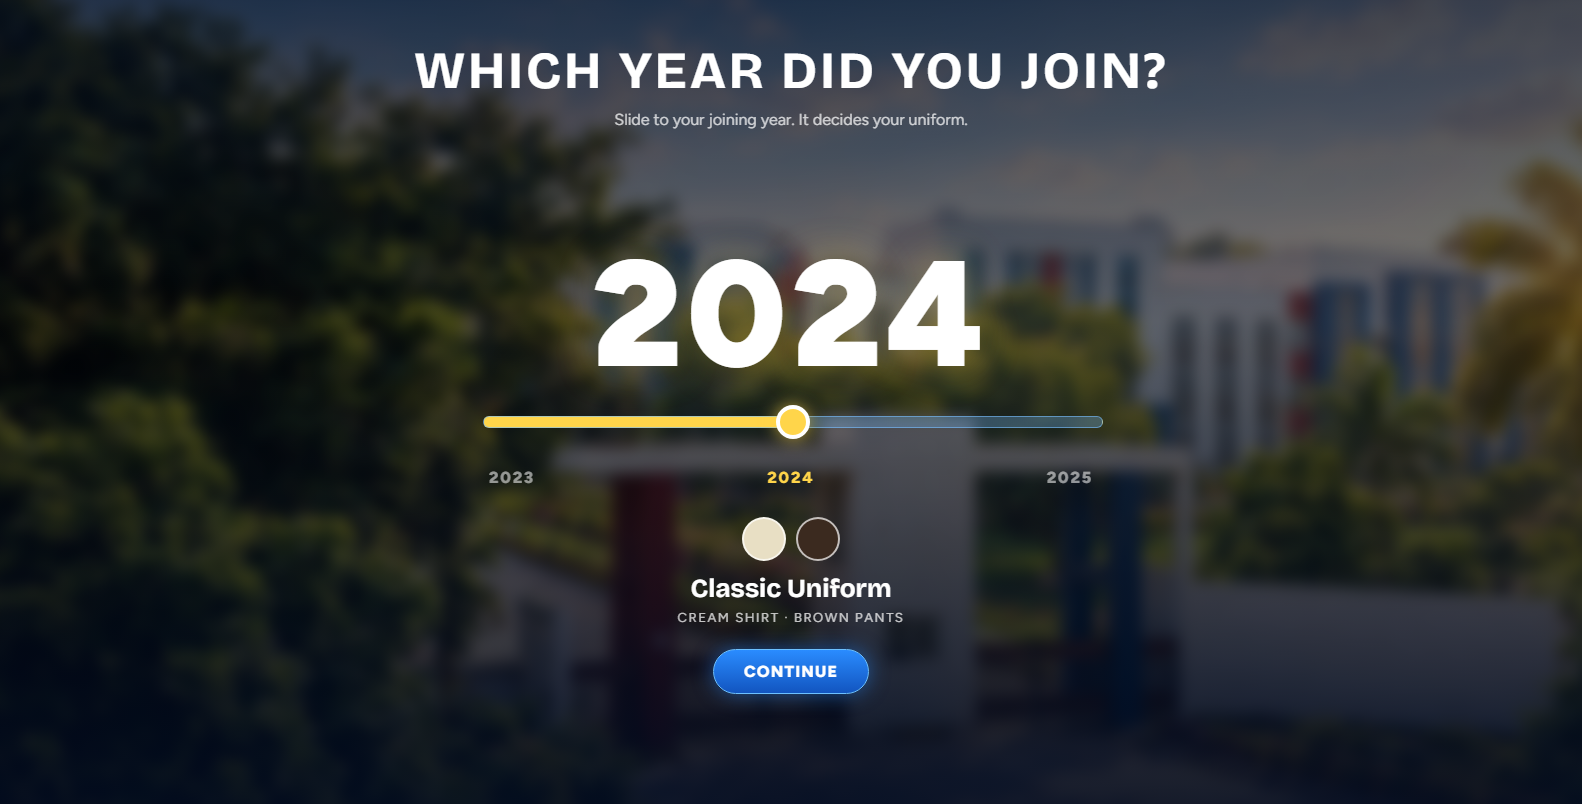 WHICH YEAR DID YOU JOIN?
Slide to your joining year. It decides your uniform.
2024
2023 2024 2025
Classic Uniform
CREAM SHIRT · BROWN PANTS
CONTINUE